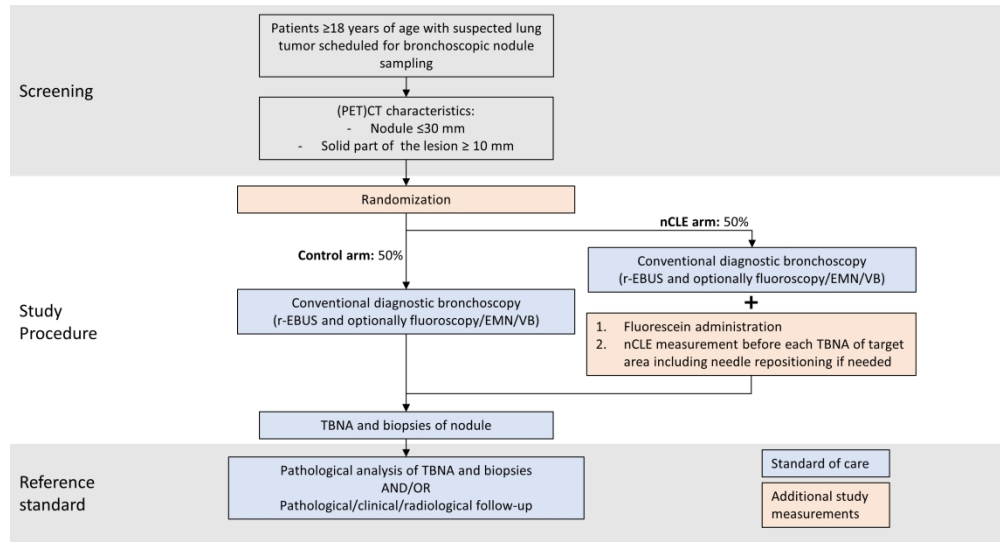 Screening
Patients ≥18 years of age with suspected lung
tumor scheduled for bronchoscopic nodule
sampling
(PET)CT characteristics:
- Nodule ≤30 mm
- Solid part of the lesion ≥ 10 mm
Study
Procedure
Randomization
nCLE arm: 50%
Control arm: 50%
Conventional diagnostic bronchoscopy
(r-EBUS and optionally fluoroscopy/EMN/VB)
Conventional diagnostic bronchoscopy
(r-EBUS and optionally fluoroscopy/EMN/VB)
+
1. Fluorescein administration
2. nCLE measurement before each TBNA of target
area including needle repositioning if needed
TBNA and biopsies of nodule
Reference
standard
Pathological analysis of TBNA and biopsies
AND/OR
Pathological/clinical/radiological follow-up
Standard of care
Additional study
measurements